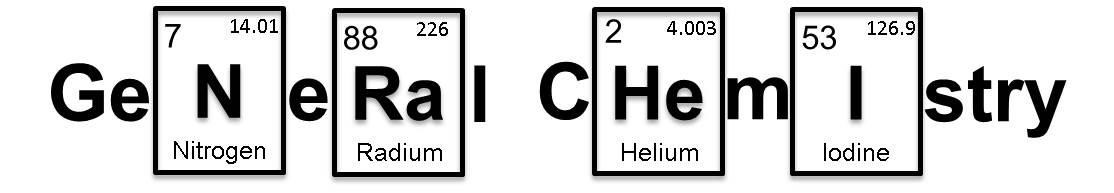 7 14.01 88 226 2 4.003 53 126.9
GeNeRal CHemIstry
Nitrogen Radium Helium Iodine